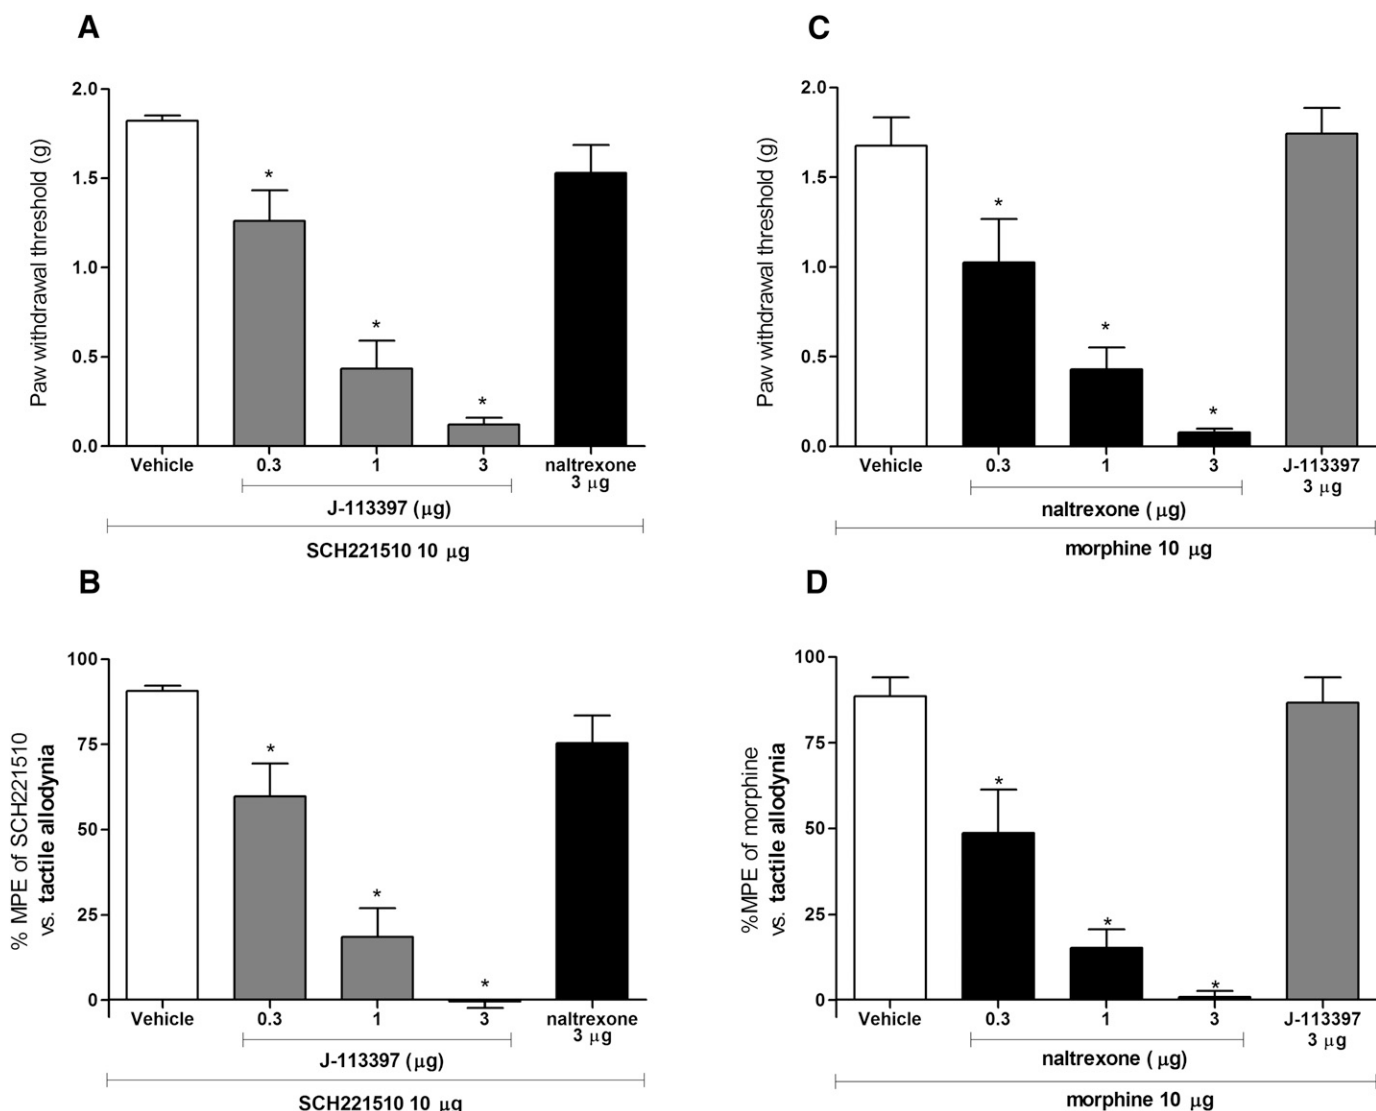 A
Paw withdrawal threshold (g)
2.0
1.5
1.0
0.5
0.0
*
*
*
Vehicle 0.3 1 3 naltrexone
3 μg
J-113397 (μg)
SCH221510 10 μg
C
Paw withdrawal threshold (g)
2.0
1.5
1.0
0.5
0.0
*
*
*
Vehicle 0.3 1 3 J-113397
3 μg
naltrexone (μg)
morphine 10 μg
B
% MPE of SCH221510
vs. tactile allodynia
100
75
50
25
0
*
*
*
Vehicle 0.3 1 3 naltrexone
3 μg
J-113397 (μg)
SCH221510 10 μg
D
%MPE of morphine
vs. tactile allodynia
100
75
50
25
0
*
*
*
Vehicle 0.3 1 3 J-113397
3 μg
naltrexone ( μg)
morphine 10 μg